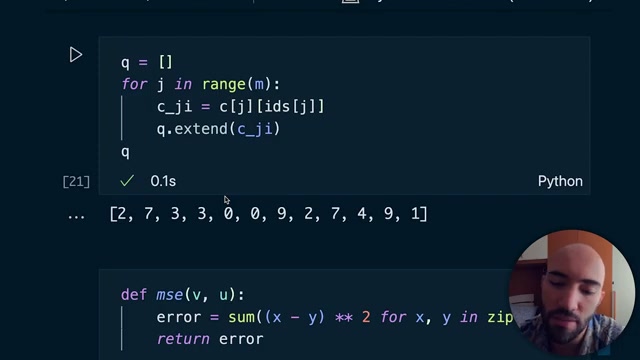 q = []
for j in range(m):
c_ji = c[j][ids[j]]
q.extend(c_ji)
q
[21] 0.1s Python
... [2, 7, 3, 3, 0, 0, 9, 2, 7, 4, 9, 1]
def mse(v, u):
error = sum((x - y) ** 2 for x, y in zip
return error